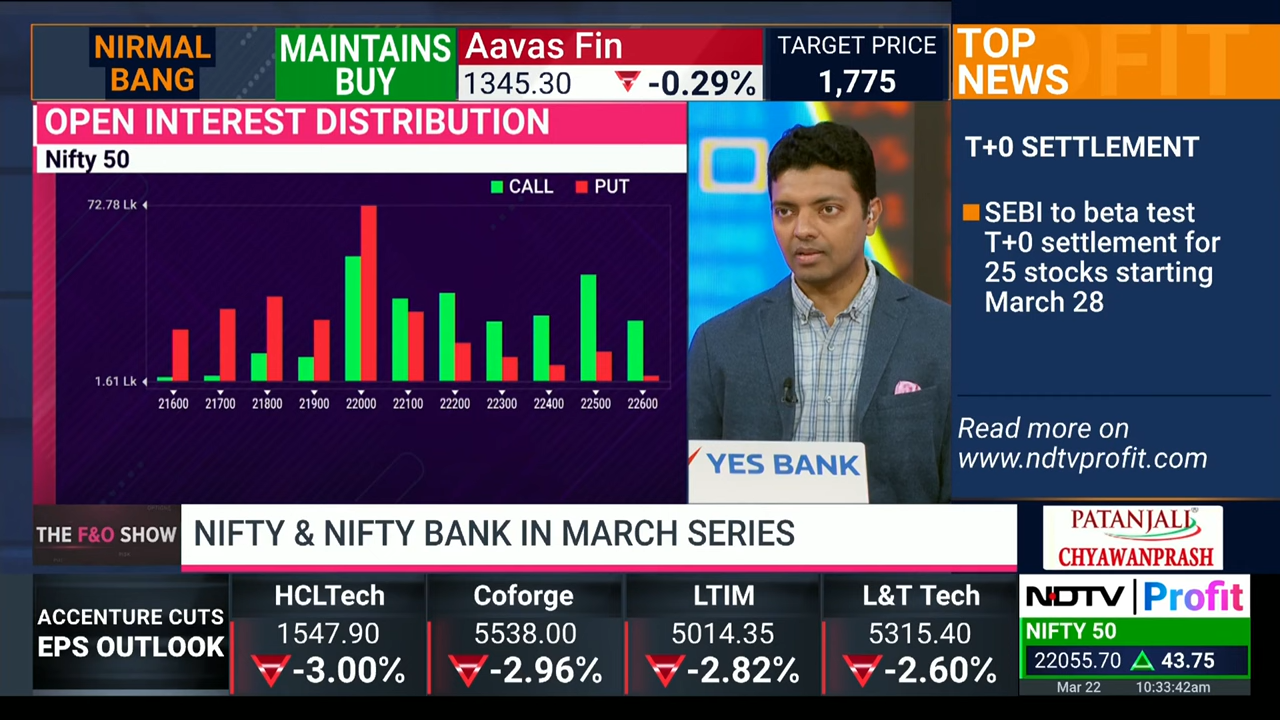 NIRMAL
BANG
MAINTAINS
BUY
Aavas Fin
1345.30 -0.29%
TARGET PRICE
1,775
TOP
NEWS
OPEN INTEREST DISTRIBUTION
Nifty 50
CALL PUT
72.78 Lk
1.61 Lk
21600 21700 21800 21900 22000 22100 22200 22300 22400 22500 22600
YES BANK
T+0 SETTLEMENT
SEBI to beta test
T+0 settlement for
25 stocks starting
March 28
Read more on
www.ndtvprofit.com
THE F&O SHOW
NIFTY & NIFTY BANK IN MARCH SERIES
PATANJALI
CHYAWANPRASH
ACCENTURE CUTS
EPS OUTLOOK
HCLTech
1547.90
-3.00%
Coforge
5538.00
-2.96%
LTIM
5014.35
-2.82%
L&T Tech
5315.40
-2.60%
NDTV Profit
NIFTY 50
22055.70 43.75
Mar 22 10:33:42am